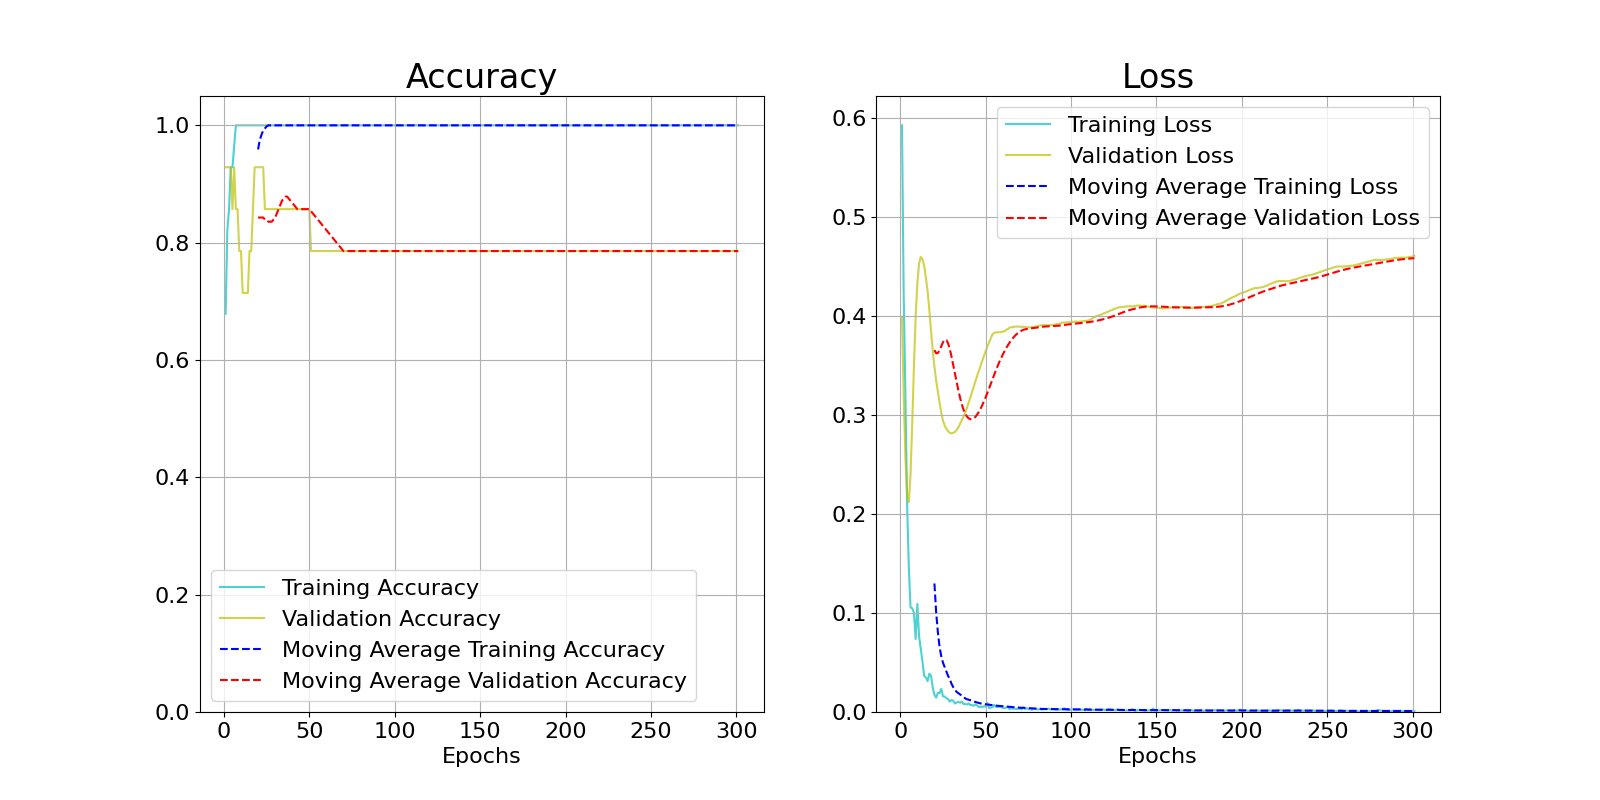 Accuracy
1.0
0.8
0.6
0.4
0.2
0.0
Training Accuracy
Validation Accuracy
Moving Average Training Accuracy
Moving Average Validation Accuracy
0 50 100 150 200 250 300
Epochs
Loss
0.6
0.5
0.4
0.3
0.2
0.1
0.0
Training Loss
Validation Loss
Moving Average Training Loss
Moving Average Validation Loss
0 50 100 150 200 250 300
Epochs